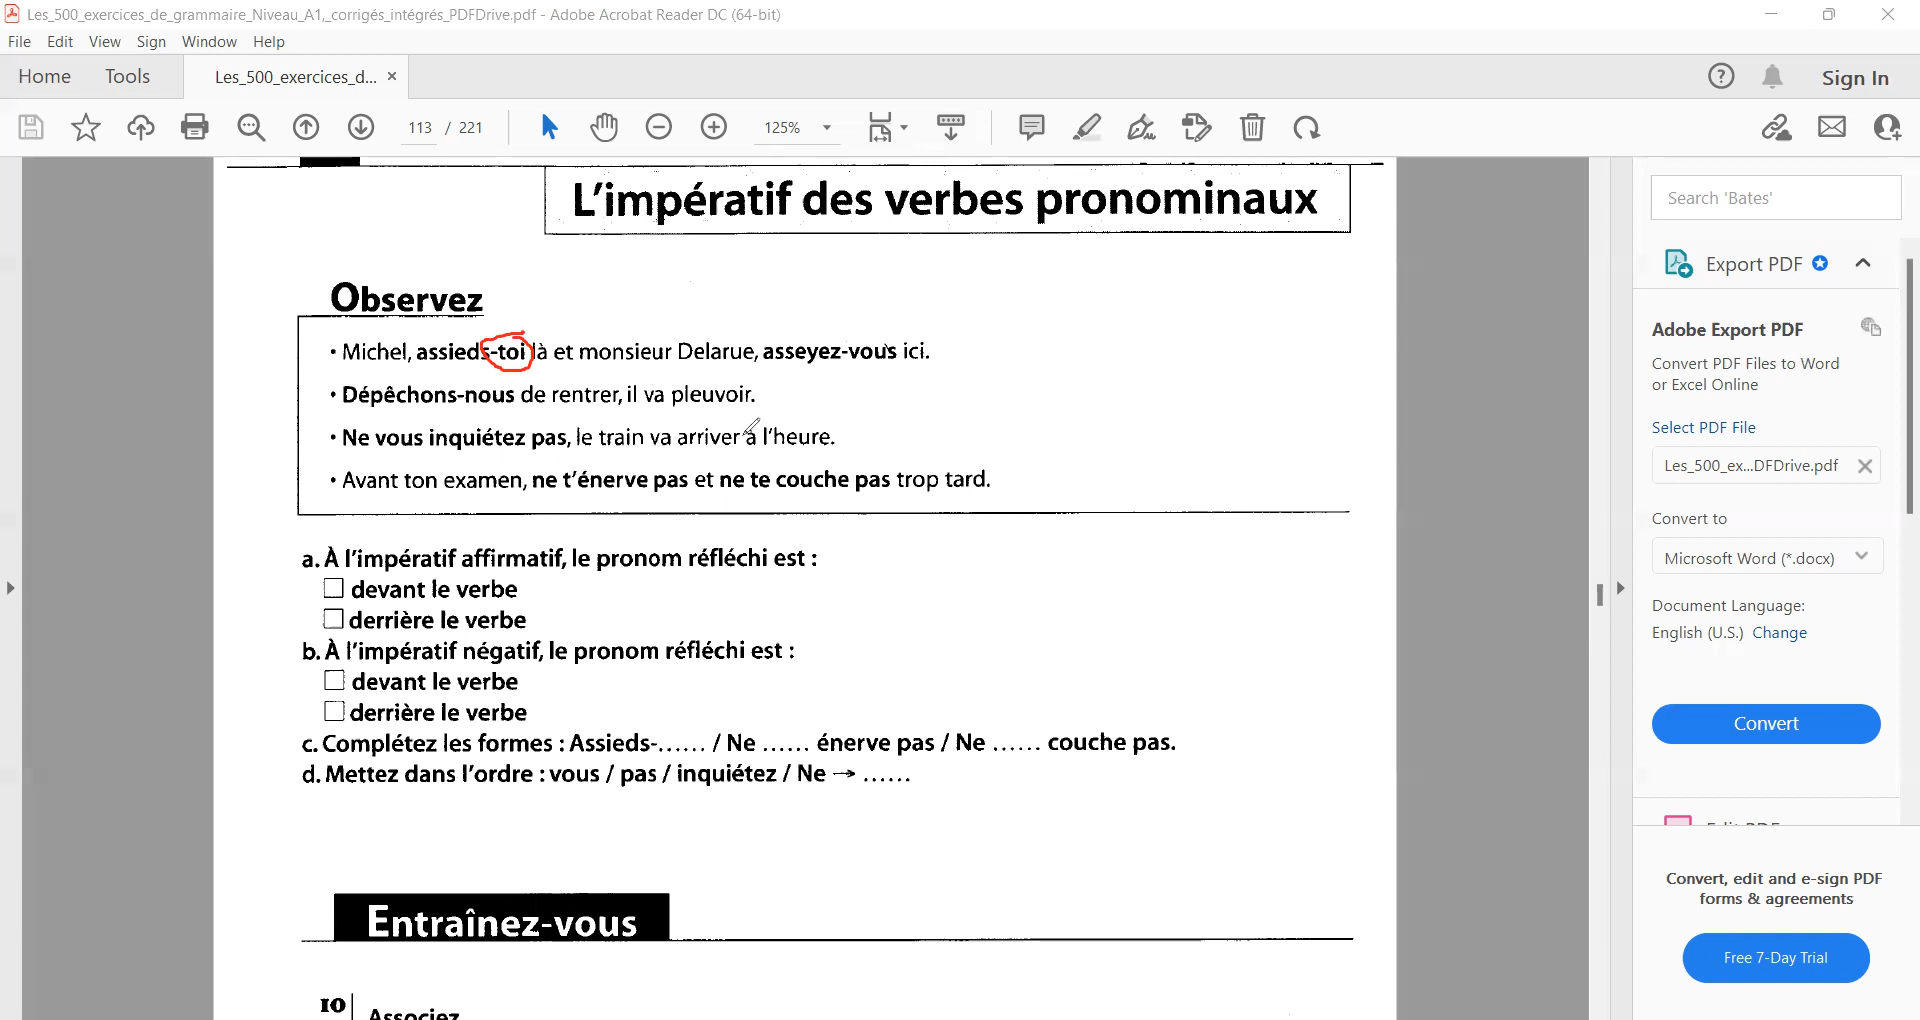 Les_500_exercices_de_grammaire_Niveau_A1,_corrigés_intégrés_PDFDrive.pdf - Adobe Acrobat Reader DC (64-bit)
File Edit View Sign Window Help
Home Tools Les_500_exercices_d... × Sign In
113 / 221 125%
L'impératif des verbes pronominaux
Observez
• Michel, assieds-toi là et monsieur Delarue, asseyez-vous ici.
• Dépêchons-nous de rentrer, il va pleuvoir.
• Ne vous inquiétez pas, le train va arriver à l'heure.
• Avant ton examen, ne t'énerve pas et ne te couche pas trop tard.
a. À l'impératif affirmatif, le pronom réfléchi est :
devant le verbe
derrière le verbe
b. À l'impératif négatif, le pronom réfléchi est :
devant le verbe
derrière le verbe
c. Complétez les formes : Assieds-...... / Ne ...... énerve pas / Ne ...... couche pas.
d. Mettez dans l'ordre : vous / pas / inquiétez / Ne → ......
Entraînez-vous
10 Associez
Search 'Bates'
Export PDF
Adobe Export PDF
Convert PDF Files to Word
or Excel Online
Select PDF File
Les_500_ex...DFDrive.pdf
Convert to
Microsoft Word (*.docx)
Document Language:
English (U.S.) Change
Convert
Convert, edit and e-sign PDF
forms & agreements
Free 7-Day Trial